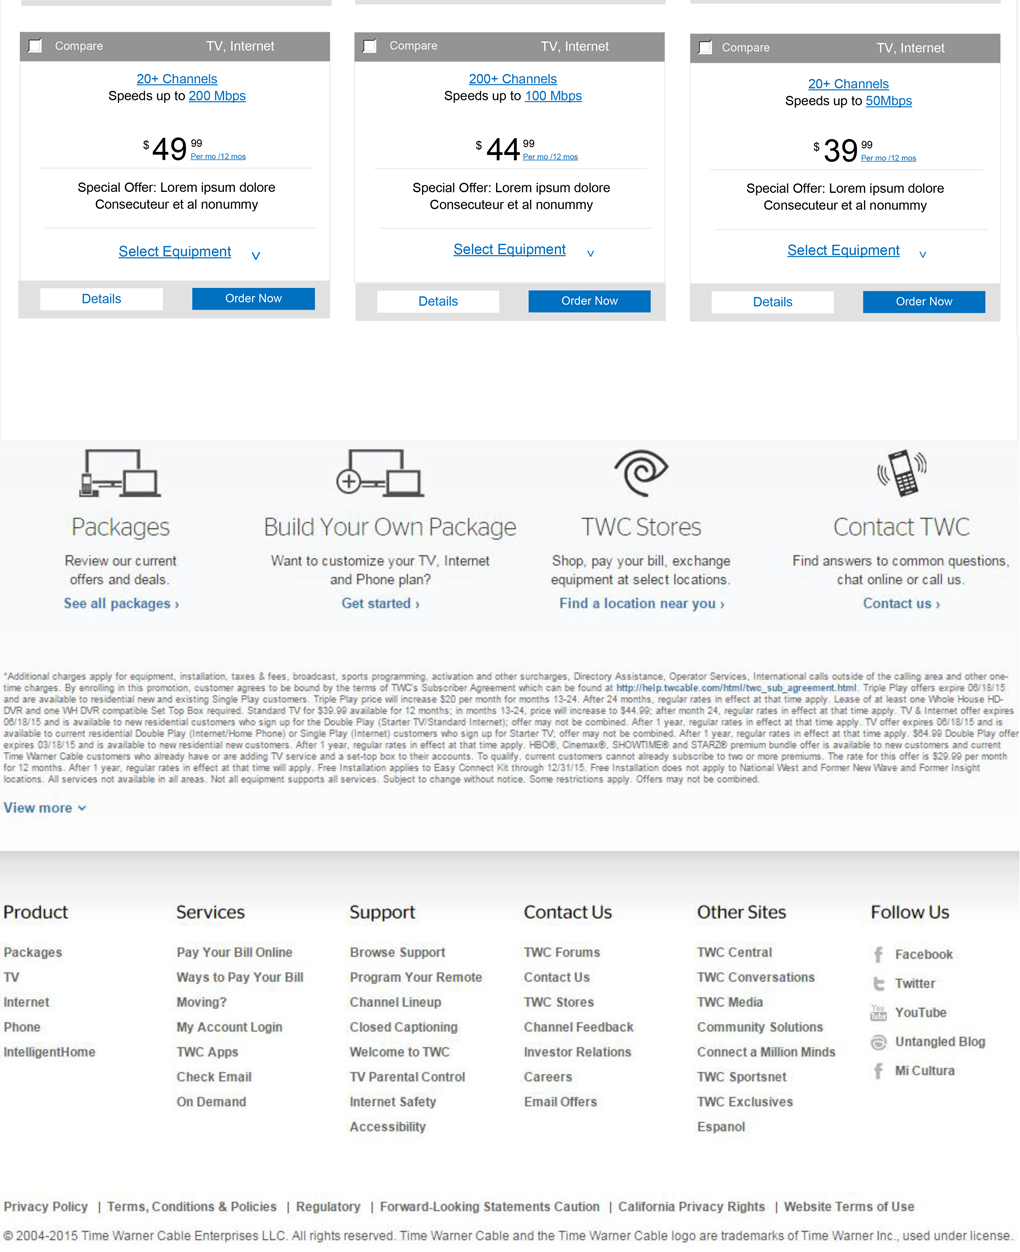 Compare TV, Internet
20+ Channels
Speeds up to 200 Mbps
$ 49 99
Per mo /12 mos
Special Offer: Lorem ipsum dolore
Consecuteur et al nonummy
Select Equipment v
Details Order Now
Compare TV, Internet
200+ Channels
Speeds up to 100 Mbps
$ 44 99
Per mo /12 mos
Special Offer: Lorem ipsum dolore
Consecuteur et al nonummy
Select Equipment v
Details Order Now
Compare TV, Internet
20+ Channels
Speeds up to 50Mbps
$ 39 99
Per mo /12 mos
Special Offer: Lorem ipsum dolore
Consecuteur et al nonummy
Select Equipment v
Details Order Now
Packages
Review our current
offers and deals.
See all packages ›
Build Your Own Package
Want to customize your TV, Internet
and Phone plan?
Get started ›
TWC Stores
Shop, pay your bill, exchange
equipment at select locations.
Find a location near you ›
Contact TWC
Find answers to common questions,
chat online or call us.
Contact us ›
*Additional charges apply for equipment, installation, taxes & fees, broadcast, sports programming, activation and other surcharges, Directory Assistance, Operator Services, International calls outside of the calling area and other one-
time charges. By enrolling in this promotion, customer agrees to be bound by the terms of TWC's Subscriber Agreement which can be found at http://help.twcable.com/html/twc_sub_agreement.html. Triple Play offers expire 06/18/15
and are available to residential new and existing Single Play customers. Triple Play price will increase $20 per month for months 13-24. After 24 months, regular rates in effect at that time apply. Lease of at least one Whole House HD-
DVR and one WH DVR compatible Set Top Box required. Standard TV for $39.99 available for 12 months; in months 13-24, price will increase to $44.99; after month 24, regular rates in effect at that time apply. TV & Internet offer expires
06/18/15 and is available to new residential customers who sign up for the Double Play (Starter TV/Standard Internet); offer may not be combined. After 1 year, regular rates in effect at that time apply. TV offer expires 06/18/15 and is
available to current residential Double Play (Internet/Home Phone) or Single Play (Internet) customers who sign up for Starter TV; offer may not be combined. After 1 year, regular rates in effect at that time apply. $64.99 Double Play offer
expires 03/18/15 and is available to new residential new customers. After 1 year, regular rates in effect at that time apply. HBO®, Cinemax®, SHOWTIME® and STARZ® premium bundle offer is available to new customers and current
Time Warner Cable customers who already have or are adding TV service and a set-top box to their accounts. To qualify, current customers cannot already subscribe to two or more premiums. The rate for this offer is $29.99 per month
for 12 months. After 1 year, regular rates in effect at that time will apply. Free Installation applies to Easy Connect Kit through 12/31/15. Free Installation does not apply to National West and Former New Wave and Former Insight
locations. All services not available in all areas. Not all equipment supports all services. Subject to change without notice. Some restrictions apply. Offers may not be combined.
View more
Product
Packages
TV
Internet
Phone
IntelligentHome
Services
Pay Your Bill Online
Ways to Pay Your Bill
Moving?
My Account Login
TWC Apps
Check Email
On Demand
Support
Browse Support
Program Your Remote
Channel Lineup
Closed Captioning
Welcome to TWC
TV Parental Control
Internet Safety
Accessibility
Contact Us
TWC Forums
Contact Us
TWC Stores
Channel Feedback
Investor Relations
Careers
Email Offers
Other Sites
TWC Central
TWC Conversations
TWC Media
Community Solutions
Connect a Million Minds
TWC Sportsnet
TWC Exclusives
Espanol
Follow Us
Facebook
Twitter
You Tube YouTube
Untangled Blog
Mi Cultura
Privacy Policy | Terms, Conditions & Policies | Regulatory | Forward-Looking Statements Caution | California Privacy Rights | Website Terms of Use
© 2004-2015 Time Warner Cable Enterprises LLC. All rights reserved. Time Warner Cable and the Time Warner Cable logo are trademarks of Time Warner Inc., used under license.